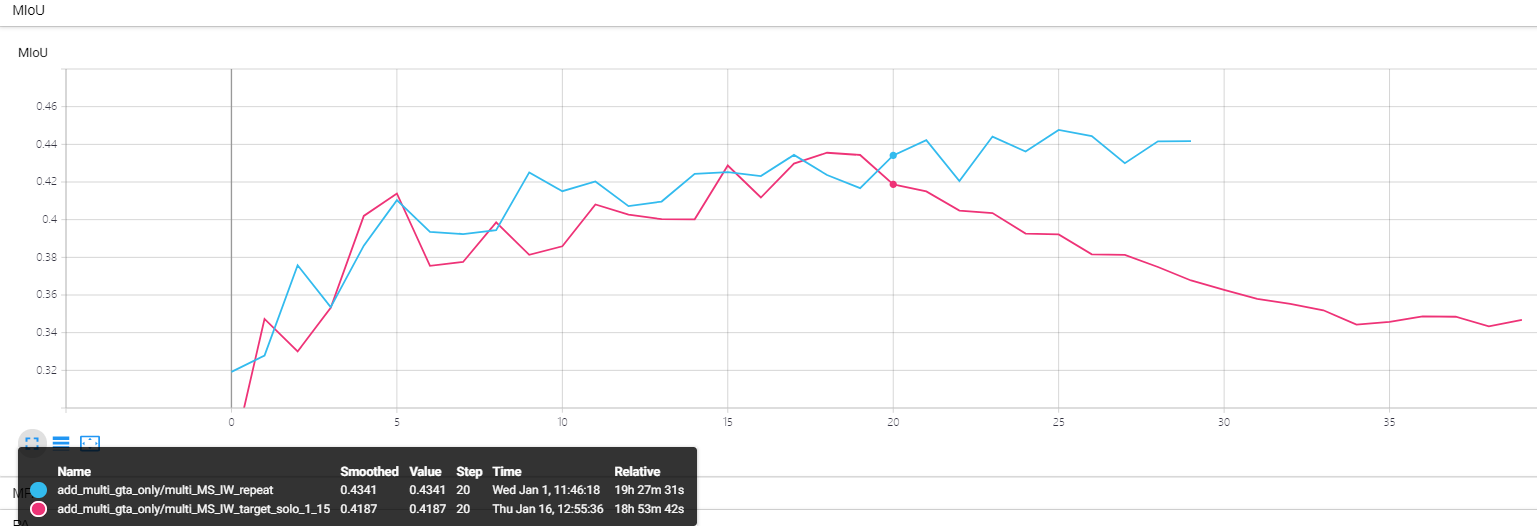 MIoU
MIoU
0.46
0.44
0.42
0.4
0.38
0.36
0.34
0.32
0 5 10 15 20 25 30 35
Name Smoothed Value Step Time Relative
add_multi_gta_only/multi_MS_IW_repeat 0.4341 0.4341 20 Wed Jan 1, 11:46:18 19h 27m 31s
add_multi_gta_only/multi_MS_IW_target_solo_1_15 0.4187 0.4187 20 Thu Jan 16, 12:55:36 18h 53m 42s